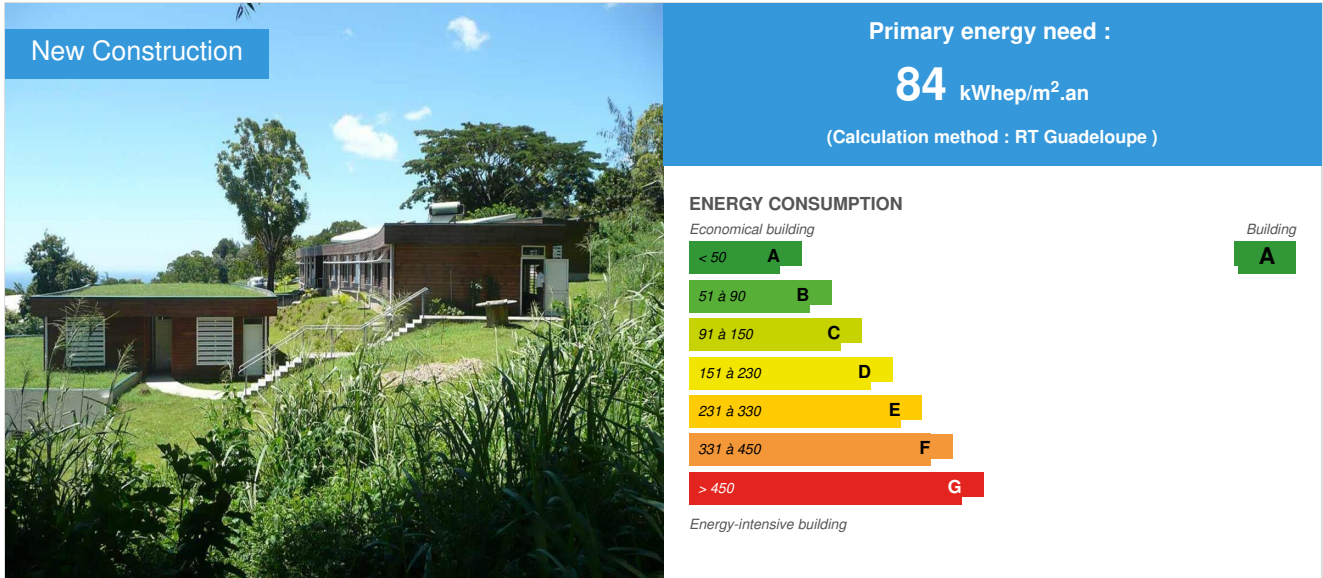 New Construction
Primary energy need :
84 kWhep/m².an
(Calculation method : RT Guadeloupe )
ENERGY CONSUMPTION
Economical building
Building
< 50 A
A
51 à 90 B
91 à 150 C
151 à 230 D
231 à 330 E
331 à 450 F
> 450 G
Energy-intensive building